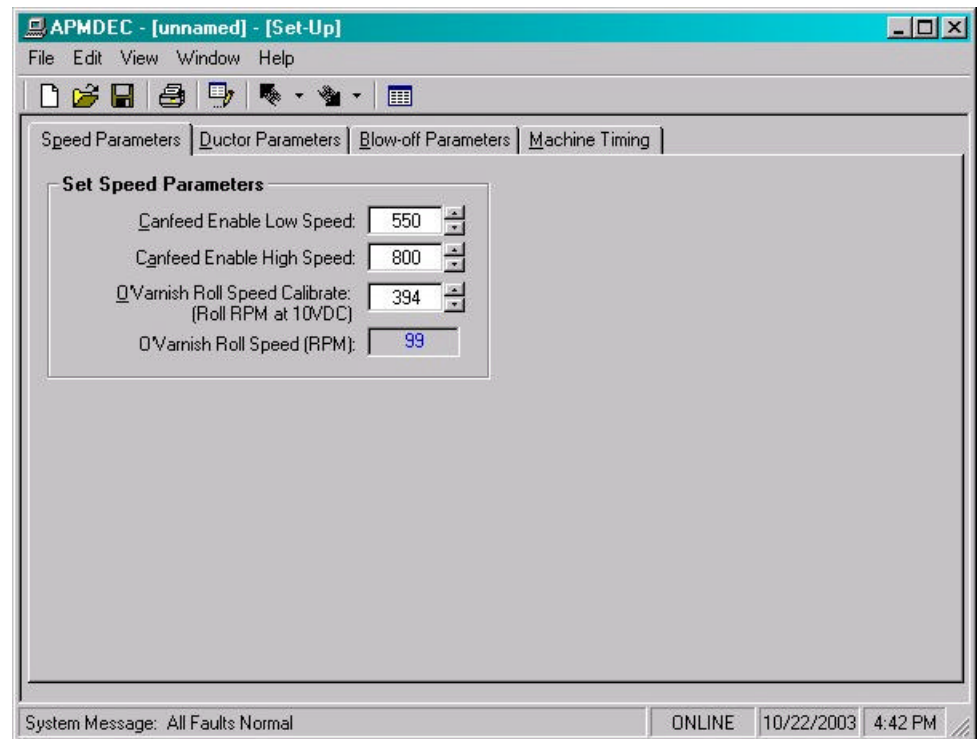 APMDEC - [unnamed] - [Set-Up]
File Edit View Window Help
Speed Parameters Ductor Parameters Blow-off Parameters Machine Timing
Set Speed Parameters
Canfeed Enable Low Speed: 550
Canfeed Enable High Speed: 800
O'Varnish Roll Speed Calibrate: 394
(Roll RPM at 10VDC)
O'Varnish Roll Speed (RPM): 99
System Message: All Faults Normal ONLINE 10/22/2003 4:42 PM